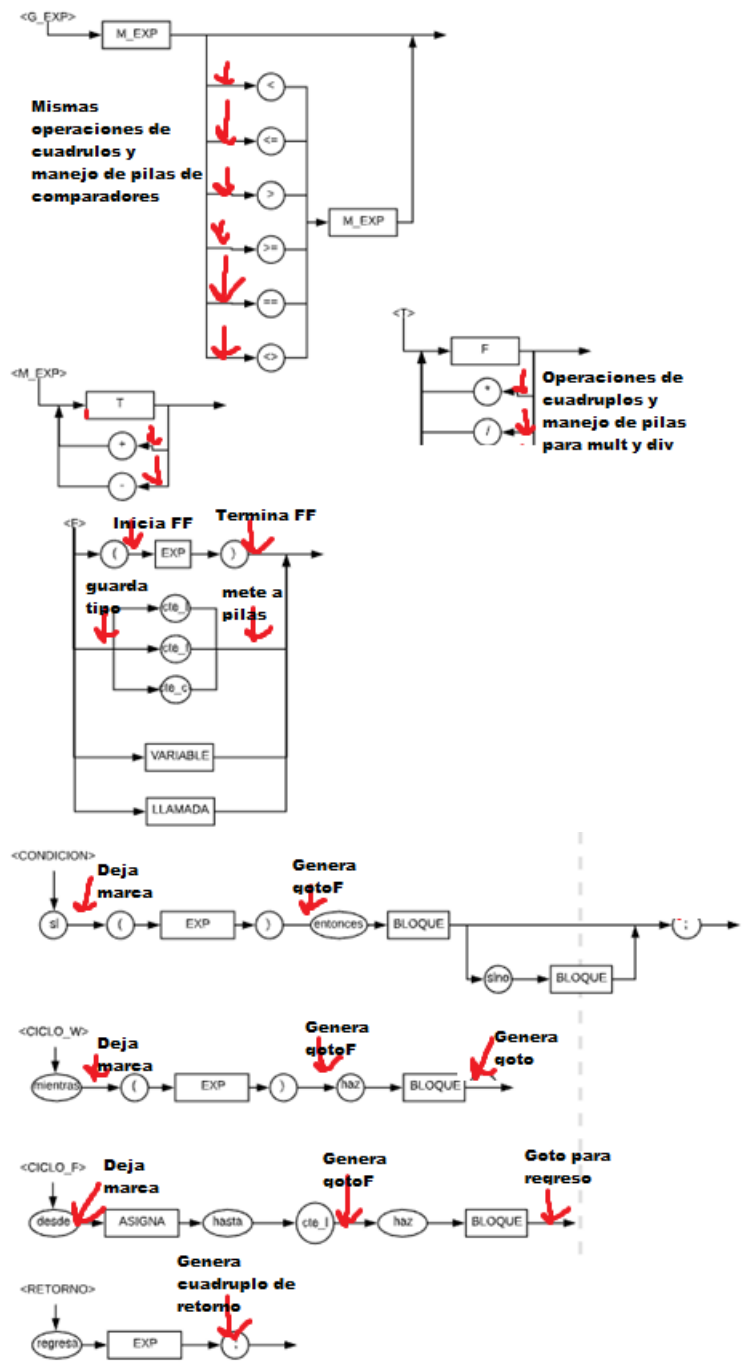 <G_EXP>
M_EXP
<
Mismas
operaciones de
cuadrulos y
manejo de pilas de
comparadores
<=
>
M_EXP
>=
==
<>
<T>
F
*
/
Operaciones de
cuadruplos y
manejo de pilas
para mult y div
<M_EXP>
T
+
-
<F>
Inicia FF
Termina FF
( EXP )
guarda
tipo
mete a
pilas
cte_I
cte_f
cte_c
VARIABLE
LLAMADA
<CONDICION>
Deja
marca
Genera
gotoF
si ( EXP ) entonces BLOQUE ;
sino BLOQUE
<CICLO_W>
Deja
marca
Genera
gotoF
Genera
goto
mientras ( EXP ) haz BLOQUE
<CICLO_F>
Deja
marca
Genera
gotoF
Goto para
regreso
desde ASIGNA hasta cte_I haz BLOQUE
Genera
cuadruplo de
retorno
<RETORNO>
regresa EXP ;